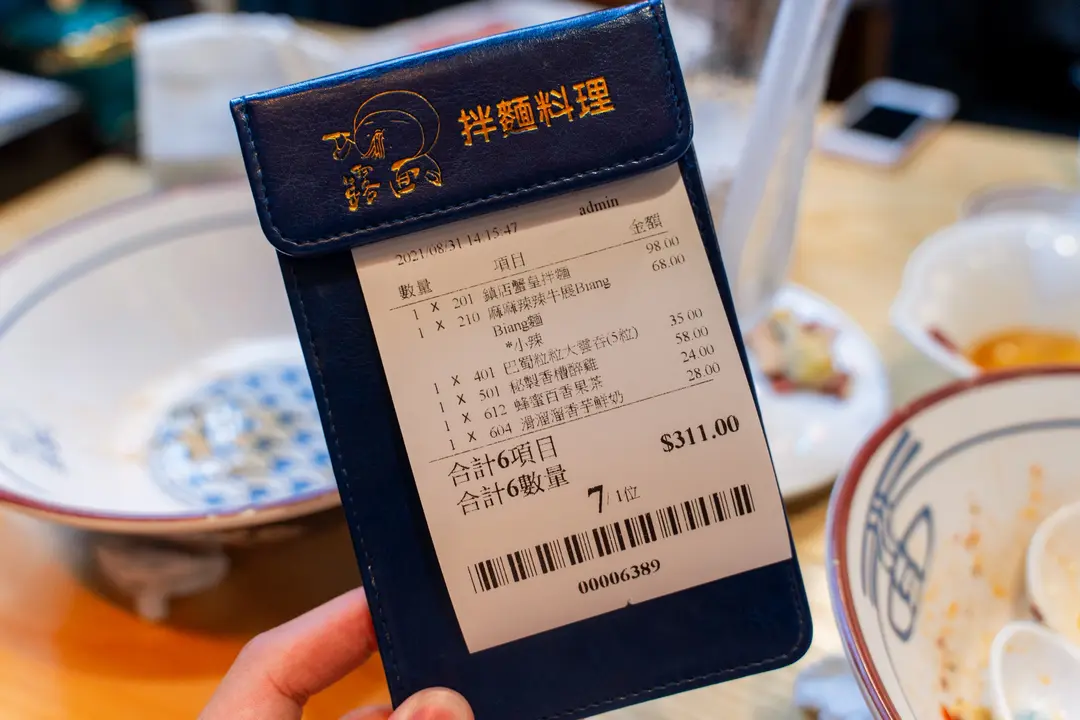 拌麵料理
2021/08/31 14:15:47 admin
數量 項目 金額
1 X 201 鎮店蟹皇拌麵 98.00
1 X 210 麻麻辣辣牛展Biang 68.00
Biang麵
*小辣
1 X 401 巴蜀粒粒大雲吞(5粒) 35.00
1 X 501 秘製香糟醉雞 58.00
1 X 612 蜂蜜百香果茶 24.00
1 X 604 滑溜溜香芋鮮奶 28.00
合計6項目 $311.00
合計6數量
7/1位
00006389